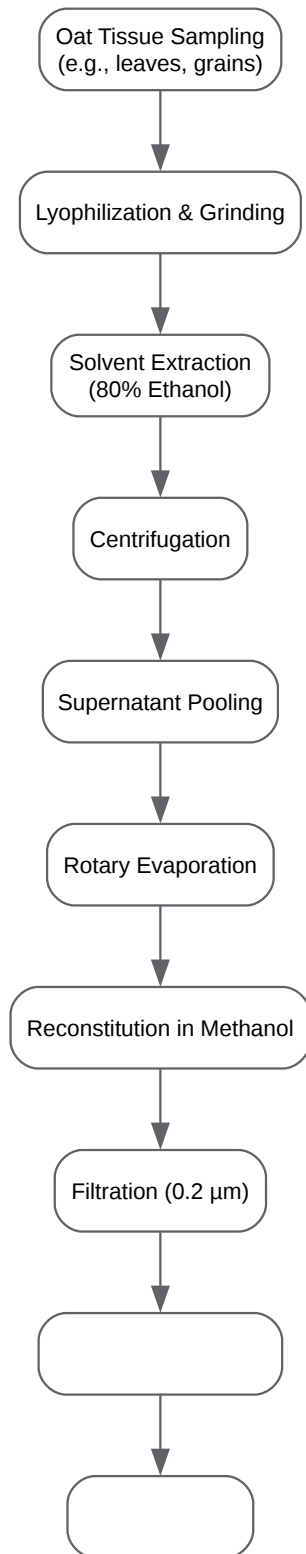 Oat Tissue Sampling
(e.g., leaves, grains)
Lyophilization & Grinding
Solvent Extraction
(80% Ethanol)
Centrifugation
Supernatant Pooling
Rotary Evaporation
Reconstitution in Methanol
Filtration (0.2 µm)